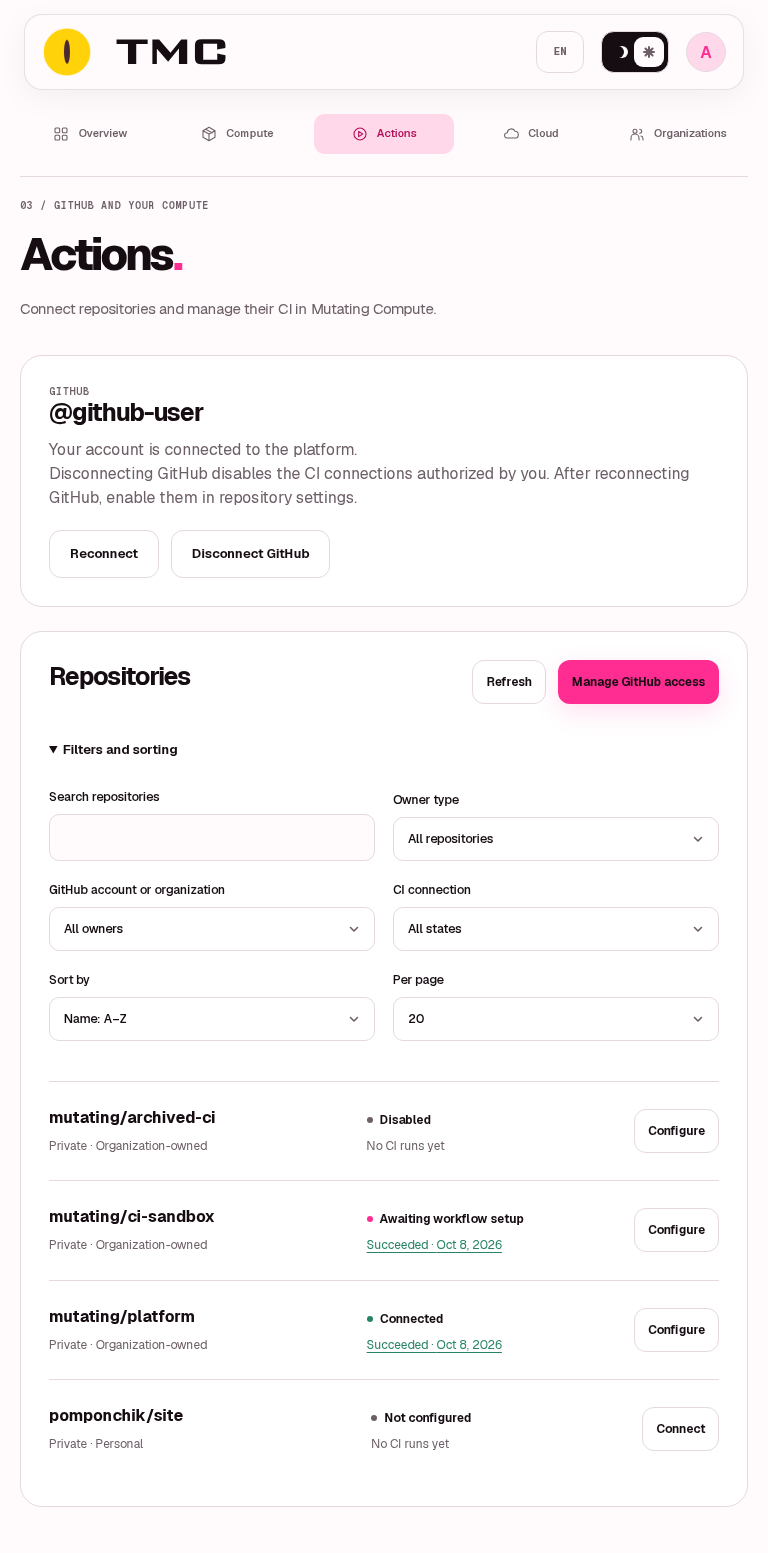 TMC
EN
A
Overview
Compute
Actions
Cloud
Organizations
03 / GITHUB AND YOUR COMPUTE
Actions.
Connect repositories and manage their CI in Mutating Compute.
GITHUB
@github-user
Your account is connected to the platform.
Disconnecting GitHub disables the CI connections authorized by you. After reconnecting
GitHub, enable them in repository settings.
Reconnect
Disconnect GitHub
Repositories
Refresh
Manage GitHub access
Filters and sorting
Search repositories
Owner type
All repositories
GitHub account or organization
CI connection
All owners
All states
Sort by
Per page
Name: A–Z
20
mutating/archived-ci
Private · Organization-owned
Disabled
No CI runs yet
Configure
mutating/ci-sandbox
Private · Organization-owned
Awaiting workflow setup
Succeeded · Oct 8, 2026
Configure
mutating/platform
Private · Organization-owned
Connected
Succeeded · Oct 8, 2026
Configure
pomponchik/site
Private · Personal
Not configured
No CI runs yet
Connect